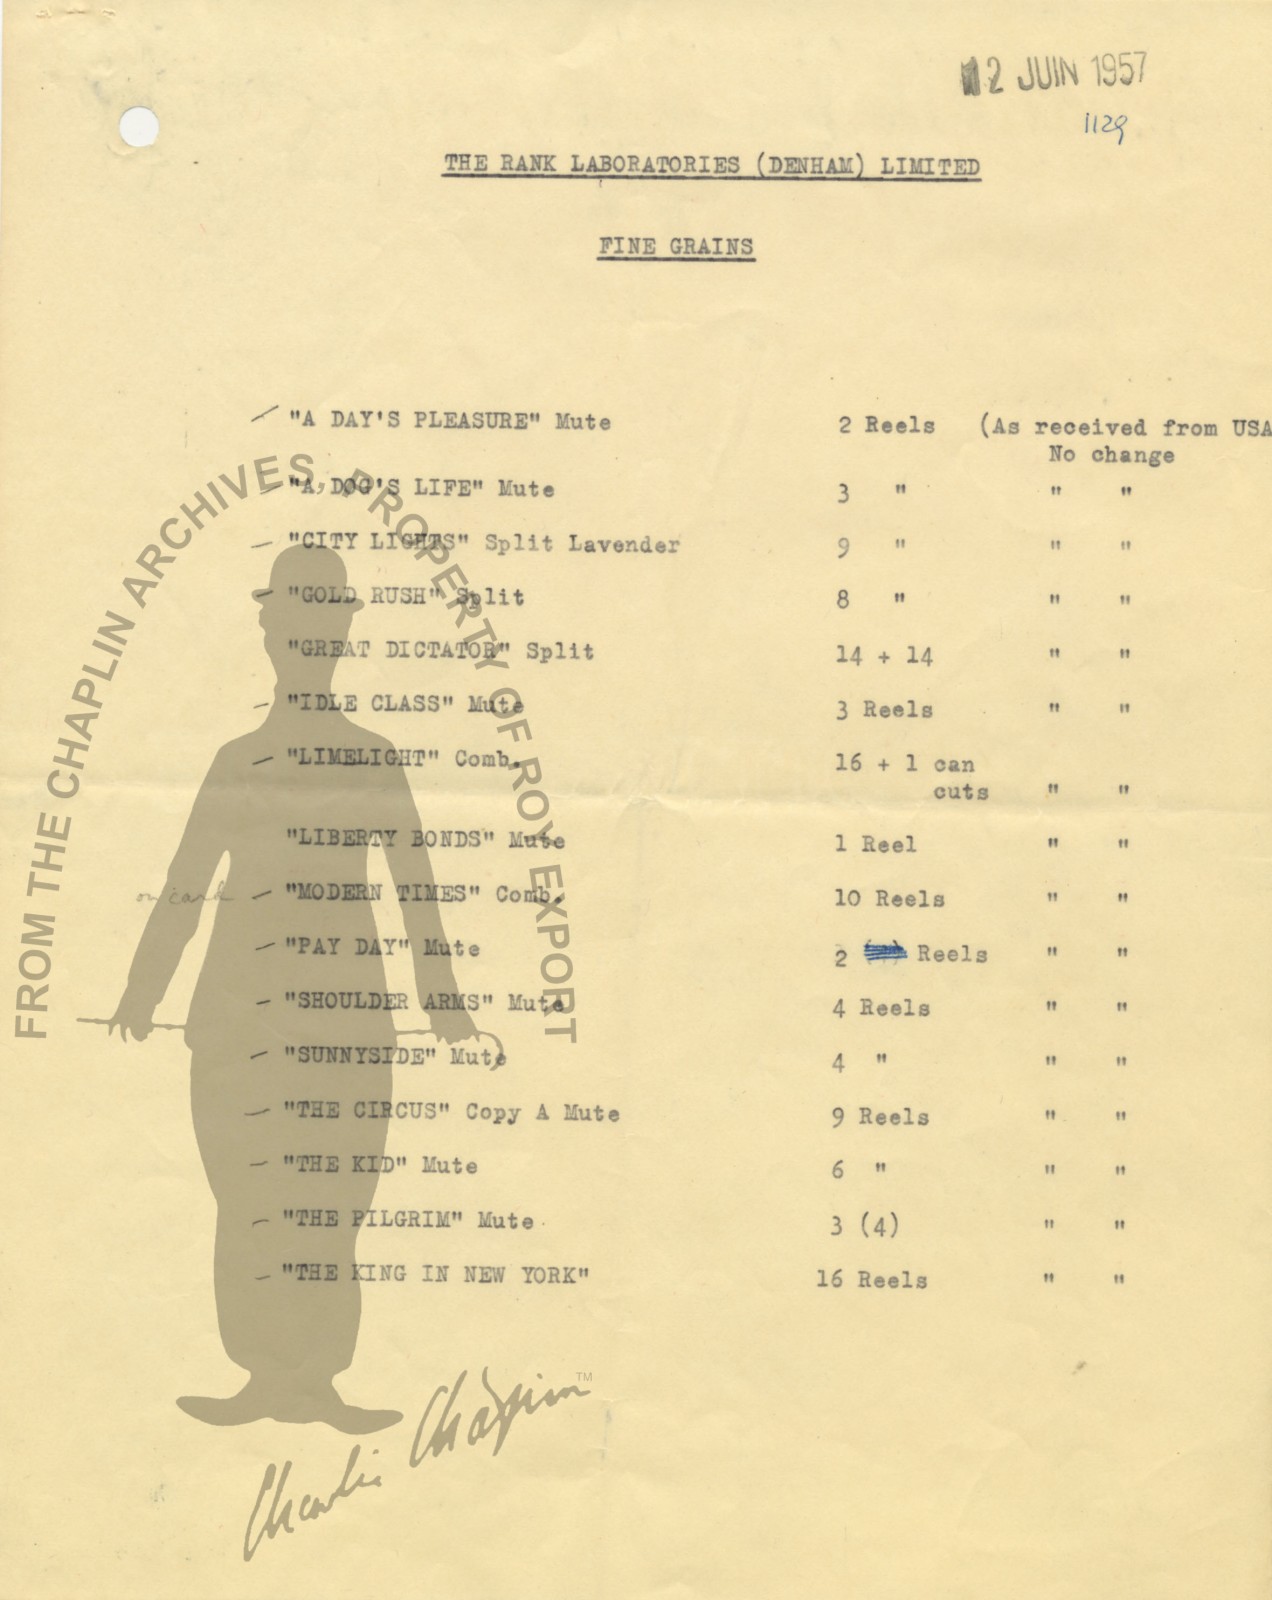 12 JUIN 1957
1129
THE RANK LABORATORIES (DENHAM) LIMITED
FINE GRAINS
"A DAY'S PLEASURE" Mute 2 Reels (As received from USA
No change
"A DOG'S LIFE" Mute 3 " " "
"CITY LIGHTS" Split Lavender 9 " " "
"GOLD RUSH" Split 8 " " "
"GREAT DICTATOR" Split 14 + 14 " "
"IDLE CLASS" Mute 3 Reels " "
"LIMELIGHT" Comb. 16 + 1 can
cuts " "
"LIBERTY BONDS" Mute 1 Reel " "
on card "MODERN TIMES" Comb. 10 Reels " "
"PAY DAY" Mute 2 Reels " "
"SHOULDER ARMS" Mute 4 Reels " "
"SUNNYSIDE" Mute 4 " " "
"THE CIRCUS" Copy A Mute 9 Reels " "
"THE KID" Mute 6 " " "
"THE PILGRIM" Mute 3 (4) " "
"THE KING IN NEW YORK" 16 Reels " "
FROM THE CHAPLIN ARCHIVES, PROPERTY OF ROY EXPORT
Charlie Chaplin TM